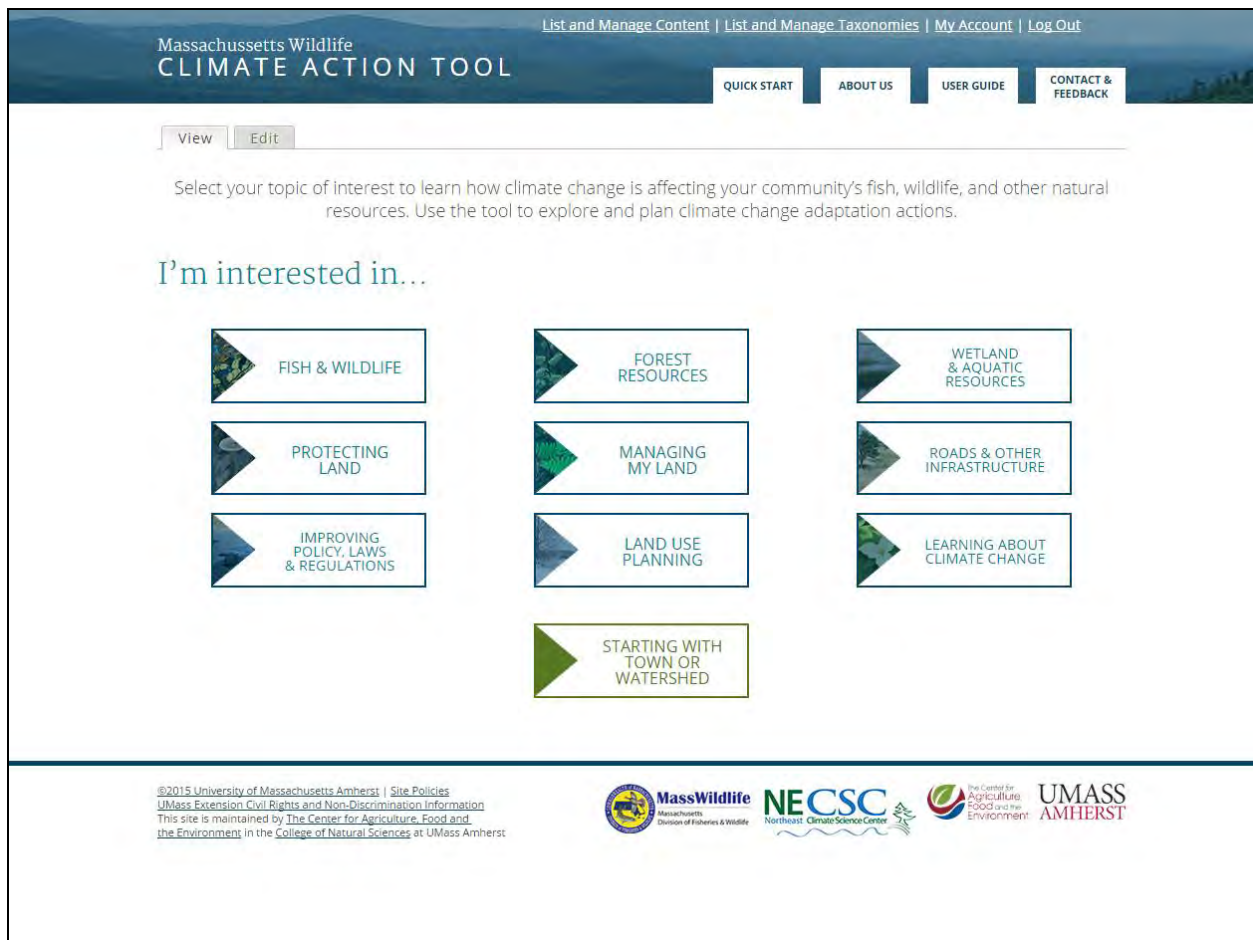 List and Manage Content | List and Manage Taxonomies | My Account | Log Out
Massachussetts Wildlife
CLIMATE ACTION TOOL
QUICK START
ABOUT US
USER GUIDE
CONTACT &
FEEDBACK
View
Edit
Select your topic of interest to learn how climate change is affecting your community's fish, wildlife, and other natural
resources. Use the tool to explore and plan climate change adaptation actions.
I'm interested in...
FISH & WILDLIFE
FOREST
RESOURCES
WETLAND
& AQUATIC
RESOURCES
PROTECTING
LAND
MANAGING
MY LAND
ROADS & OTHER
INFRASTRUCTURE
IMPROVING
POLICY, LAWS
& REGULATIONS
LAND USE
PLANNING
LEARNING ABOUT
CLIMATE CHANGE
STARTING WITH
TOWN OR
WATERSHED
©2015 University of Massachusetts Amherst | Site Policies
UMass Extension Civil Rights and Non-Discrimination Information
This site is maintained by The Center for Agriculture, Food and
the Environment in the College of Natural Sciences at UMass Amherst
MassWildlife
Massachusetts
Division of Fisheries & Wildlife
NECSC
Northeast Climate Science Center
The Center for
Agriculture,
Food and the
Environment
UMASS
AMHERST